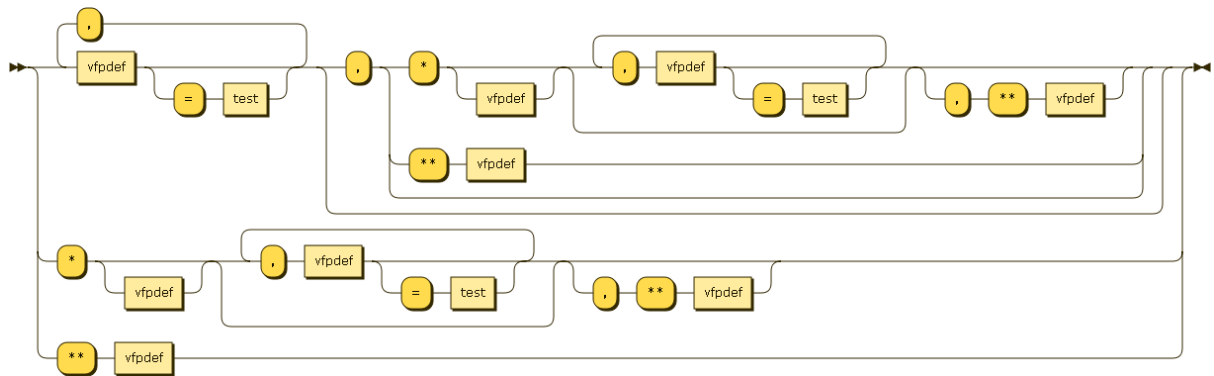 ,
vfpdef , * , vfpdef
= test vfpdef = test , ** vfpdef
** vfpdef
* , vfpdef
vfpdef = test , ** vfpdef
** vfpdef